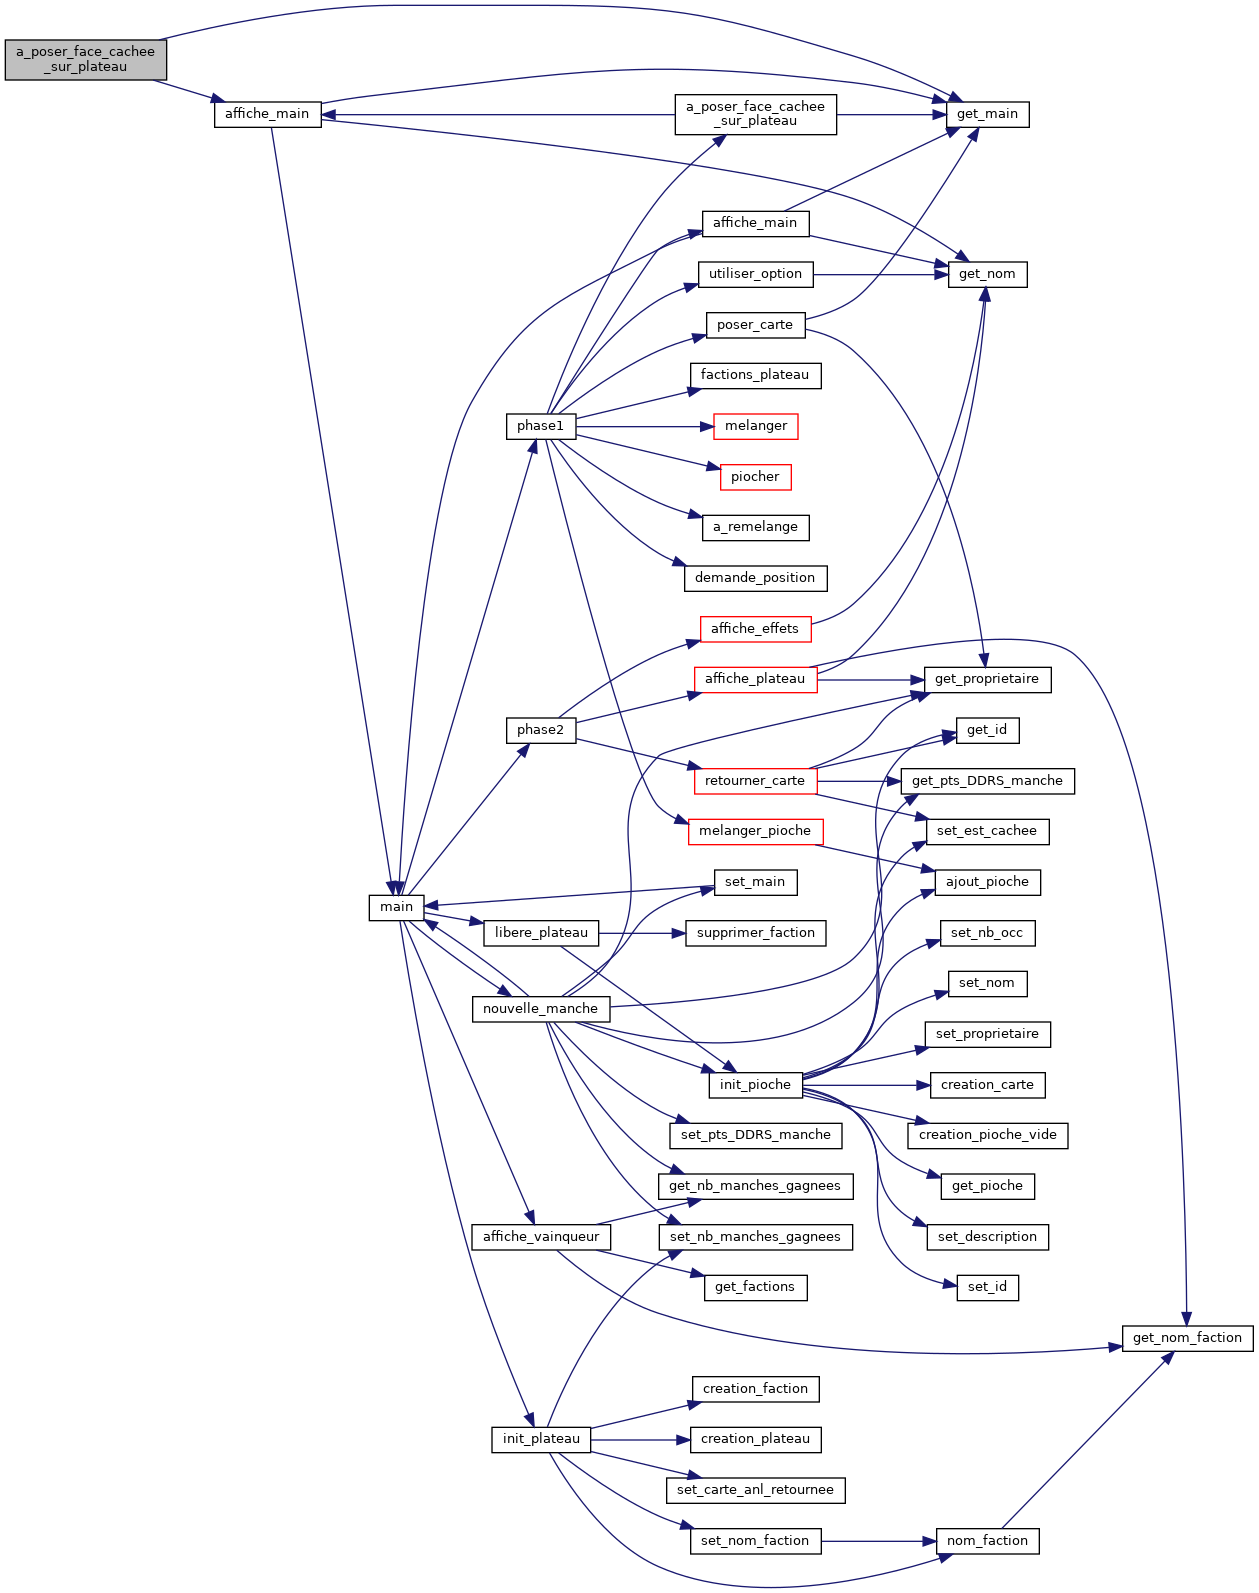 a_poser_face_cachee
_sur_plateau
affiche_main
a_poser_face_cachee
_sur_plateau
get_main
affiche_main
utiliser_option
get_nom
poser_carte
factions_plateau
phase1
melanger
piocher
a_remelange
demande_position
affiche_effets
affiche_plateau
get_proprietaire
phase2
get_id
retourner_carte
get_pts_DDRS_manche
melanger_pioche
set_est_cachee
set_main
ajout_pioche
main
libere_plateau
supprimer_faction
set_nb_occ
nouvelle_manche
set_nom
set_proprietaire
init_pioche
creation_carte
set_pts_DDRS_manche
creation_pioche_vide
get_nb_manches_gagnees
get_pioche
affiche_vainqueur
set_nb_manches_gagnees
set_description
get_factions
set_id
get_nom_faction
creation_faction
init_plateau
creation_plateau
set_carte_anl_retournee
set_nom_faction
nom_faction